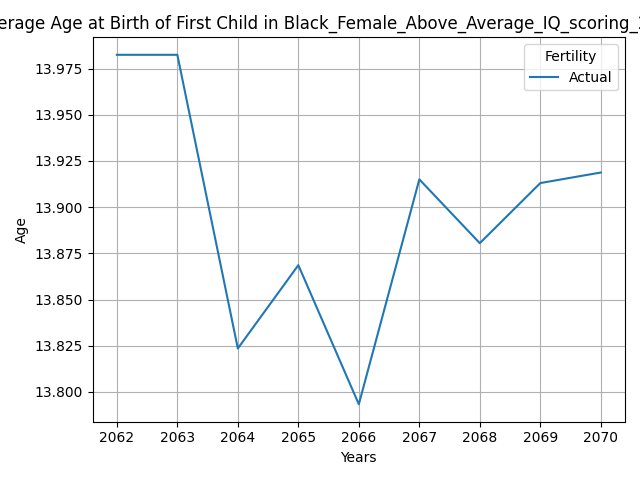 Age at Birth of First Child in Black_Female_Above_Average_IQ_scoring_
Fertility
Actual
13.975
13.950
13.925
13.900
13.875
13.850
13.825
13.800
Age
2062 2063 2064 2065 2066 2067 2068 2069 2070
Years